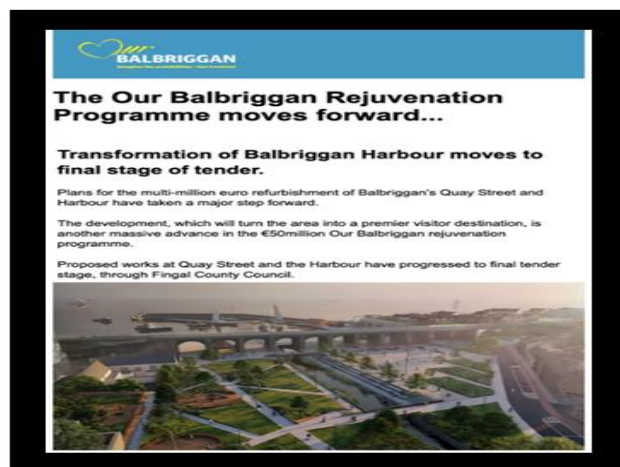 Our
BALBRIGGAN
The Our Balbriggan Rejuvenation
Programme moves forward...
Transformation of Balbriggan Harbour moves to
final stage of tender.
Plans for the multi-million euro refurbishment of Balbriggan's Quay Street and
Harbour have taken a major step forward.
The development, which will turn the area into a premier visitor destination, is
another massive advance in the €50million Our Balbriggan rejuvenation
programme.
Proposed works at Quay Street and the Harbour have progressed to final tender
stage, through Fingal County Council.